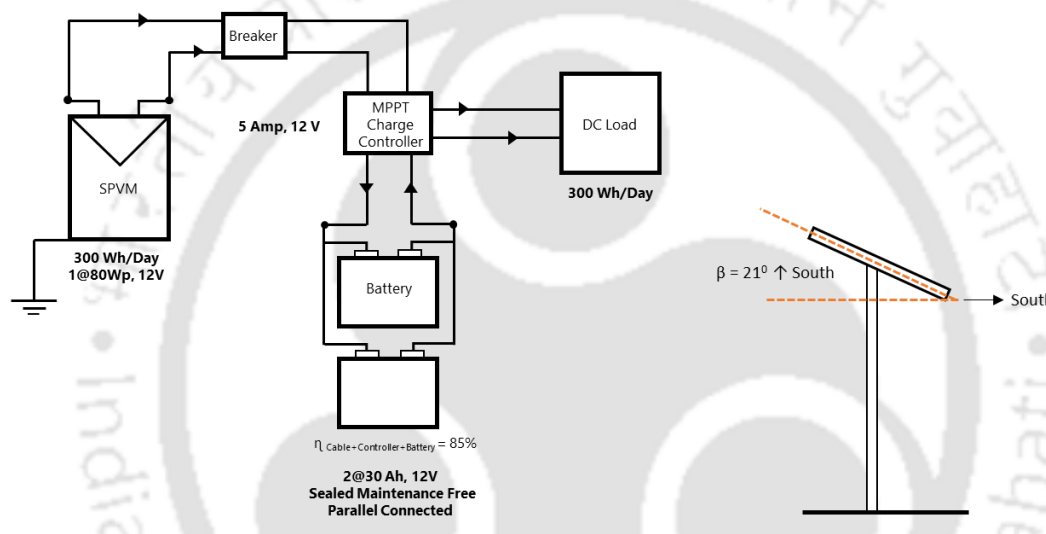 Breaker
SPVM
300 Wh/Day
1@80Wp, 12V
5 Amp, 12 V
MPPT
Charge
Controller
DC Load
300 Wh/Day
Battery
η Cable+Controller+Battery = 85%
2@30 Ah, 12V
Sealed Maintenance Free
Parallel Connected
β = 21⁰ ↑ South
South